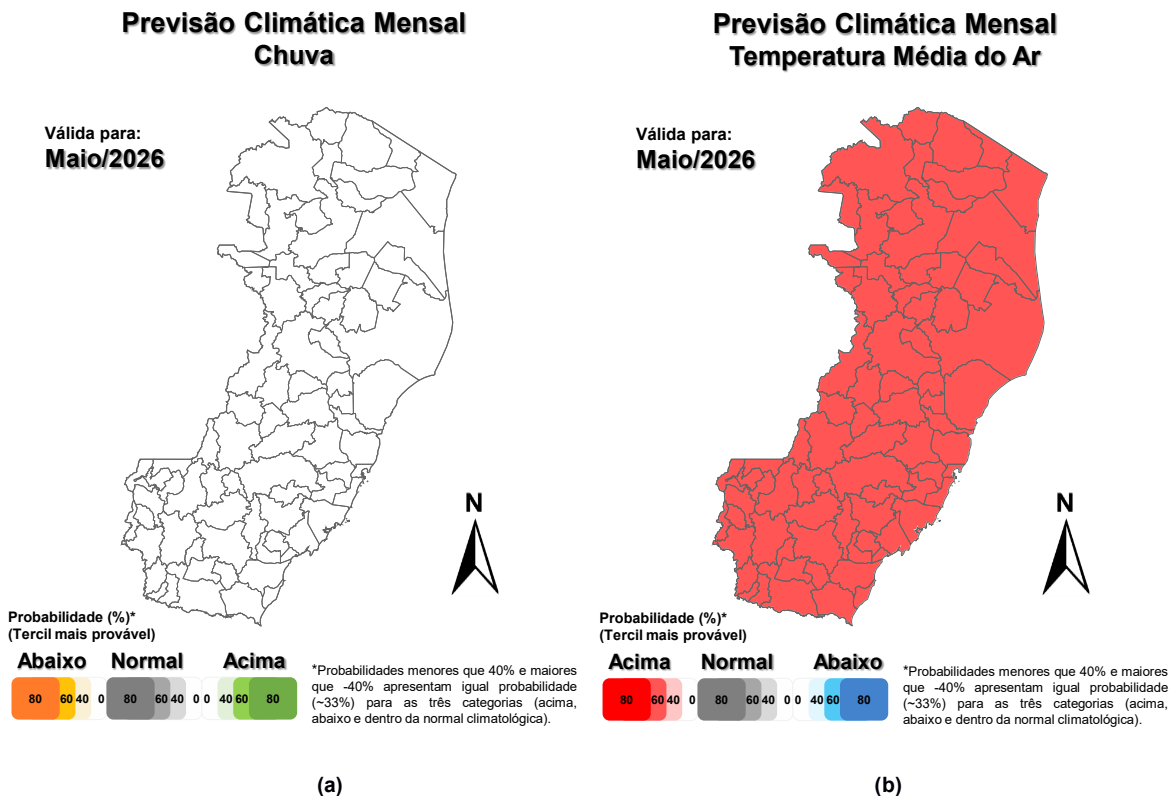 Previsão Climática Mensal
Chuva
Válida para:
Maio/2026
N
Probabilidade (%)*
(Tercil mais provável)
Abaixo Normal Acima
80 60 40 0 80 60 40 0 0 40 60 80
*Probabilidades menores que 40% e maiores
que -40% apresentam igual probabilidade
(~33%) para as três categorias (acima,
abaixo e dentro da normal climatológica).
(a)
Previsão Climática Mensal
Temperatura Média do Ar
Válida para:
Maio/2026
N
Probabilidade (%)*
(Tercil mais provável)
Acima Normal Abaixo
80 60 40 0 80 60 40 0 0 40 60 80
*Probabilidades menores que 40% e maiores
que -40% apresentam igual probabilidade
(~33%) para as três categorias (acima,
abaixo e dentro da normal climatológica).
(b)